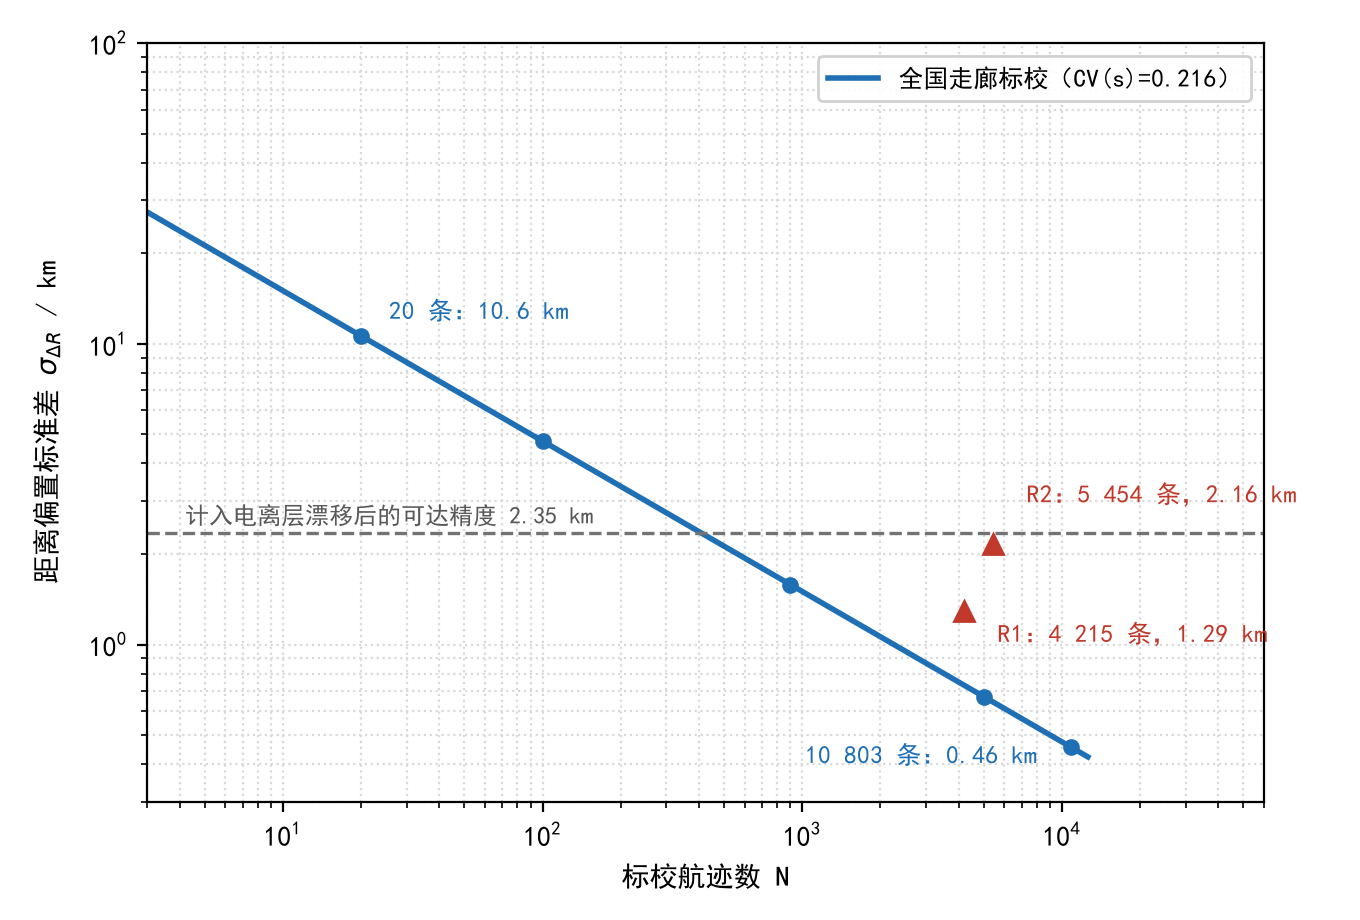 10²
全国走廊标校（CV(s)=0.216）
20 条：10.6 km
10¹
距离偏置标准差 σΔR / km
R2：5 454 条，2.16 km
计入电离层漂移后的可达精度 2.35 km
R1：4 215 条，1.29 km
10⁰
10 803 条：0.46 km
10¹ 10² 10³ 10⁴
标校航迹数 N